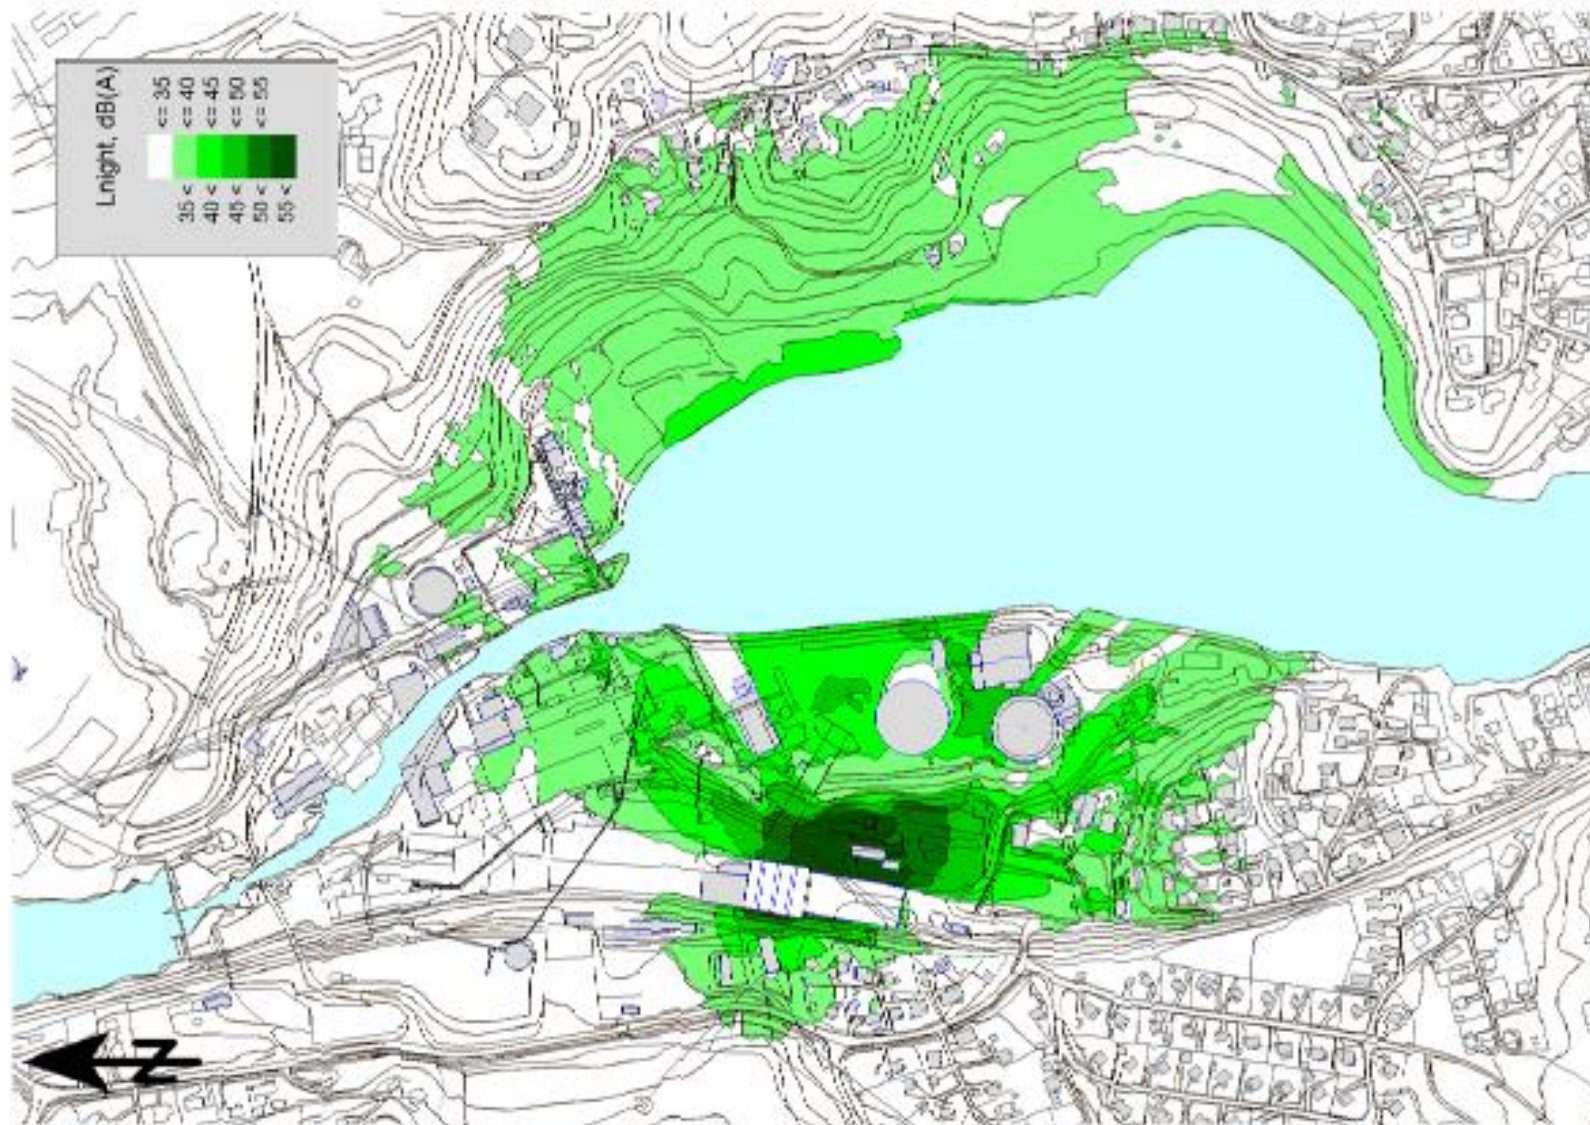 Lnight, dB(A)
<= 35
35 < <= 40
40 < <= 45
45 < <= 50
50 < <= 55
55 <
N